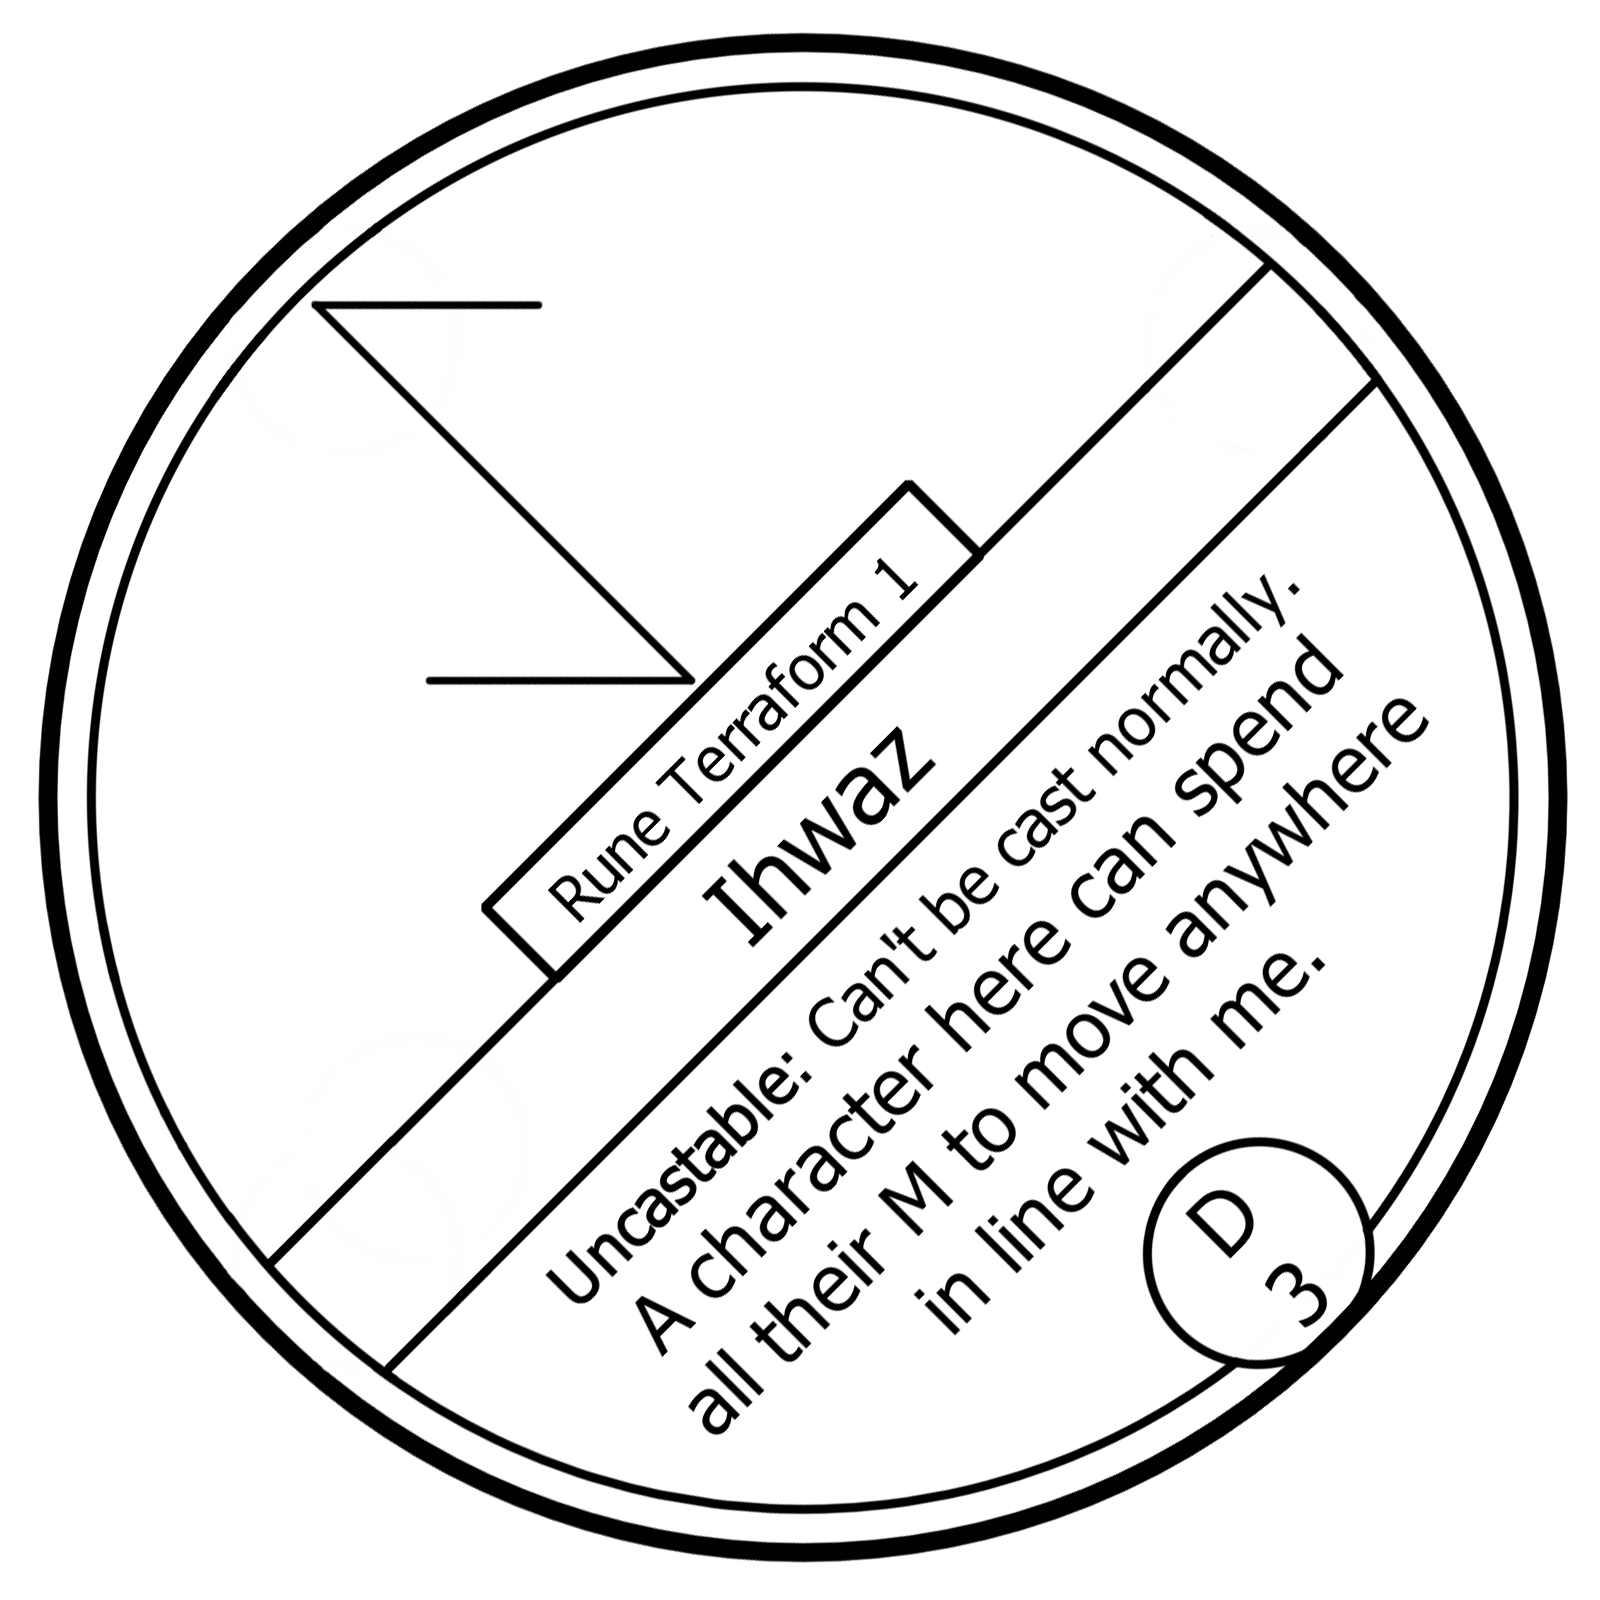 Rune Terraform 1
Ihwaz
Uncastable: Can't be cast normally.
A character here can spend
all their M to move anywhere
in line with me.
D
3